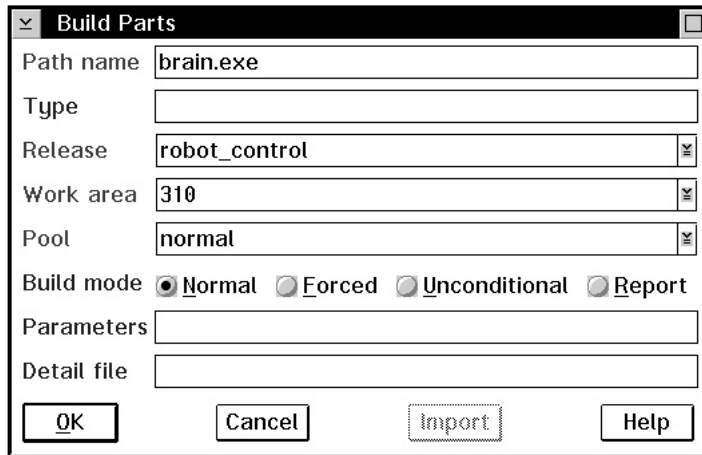 Build Parts
Path name brain.exe
Type
Release robot_control
Work area 310
Pool normal
Build mode Normal Forced Unconditional Report
Parameters
Detail file
OK Cancel Import Help